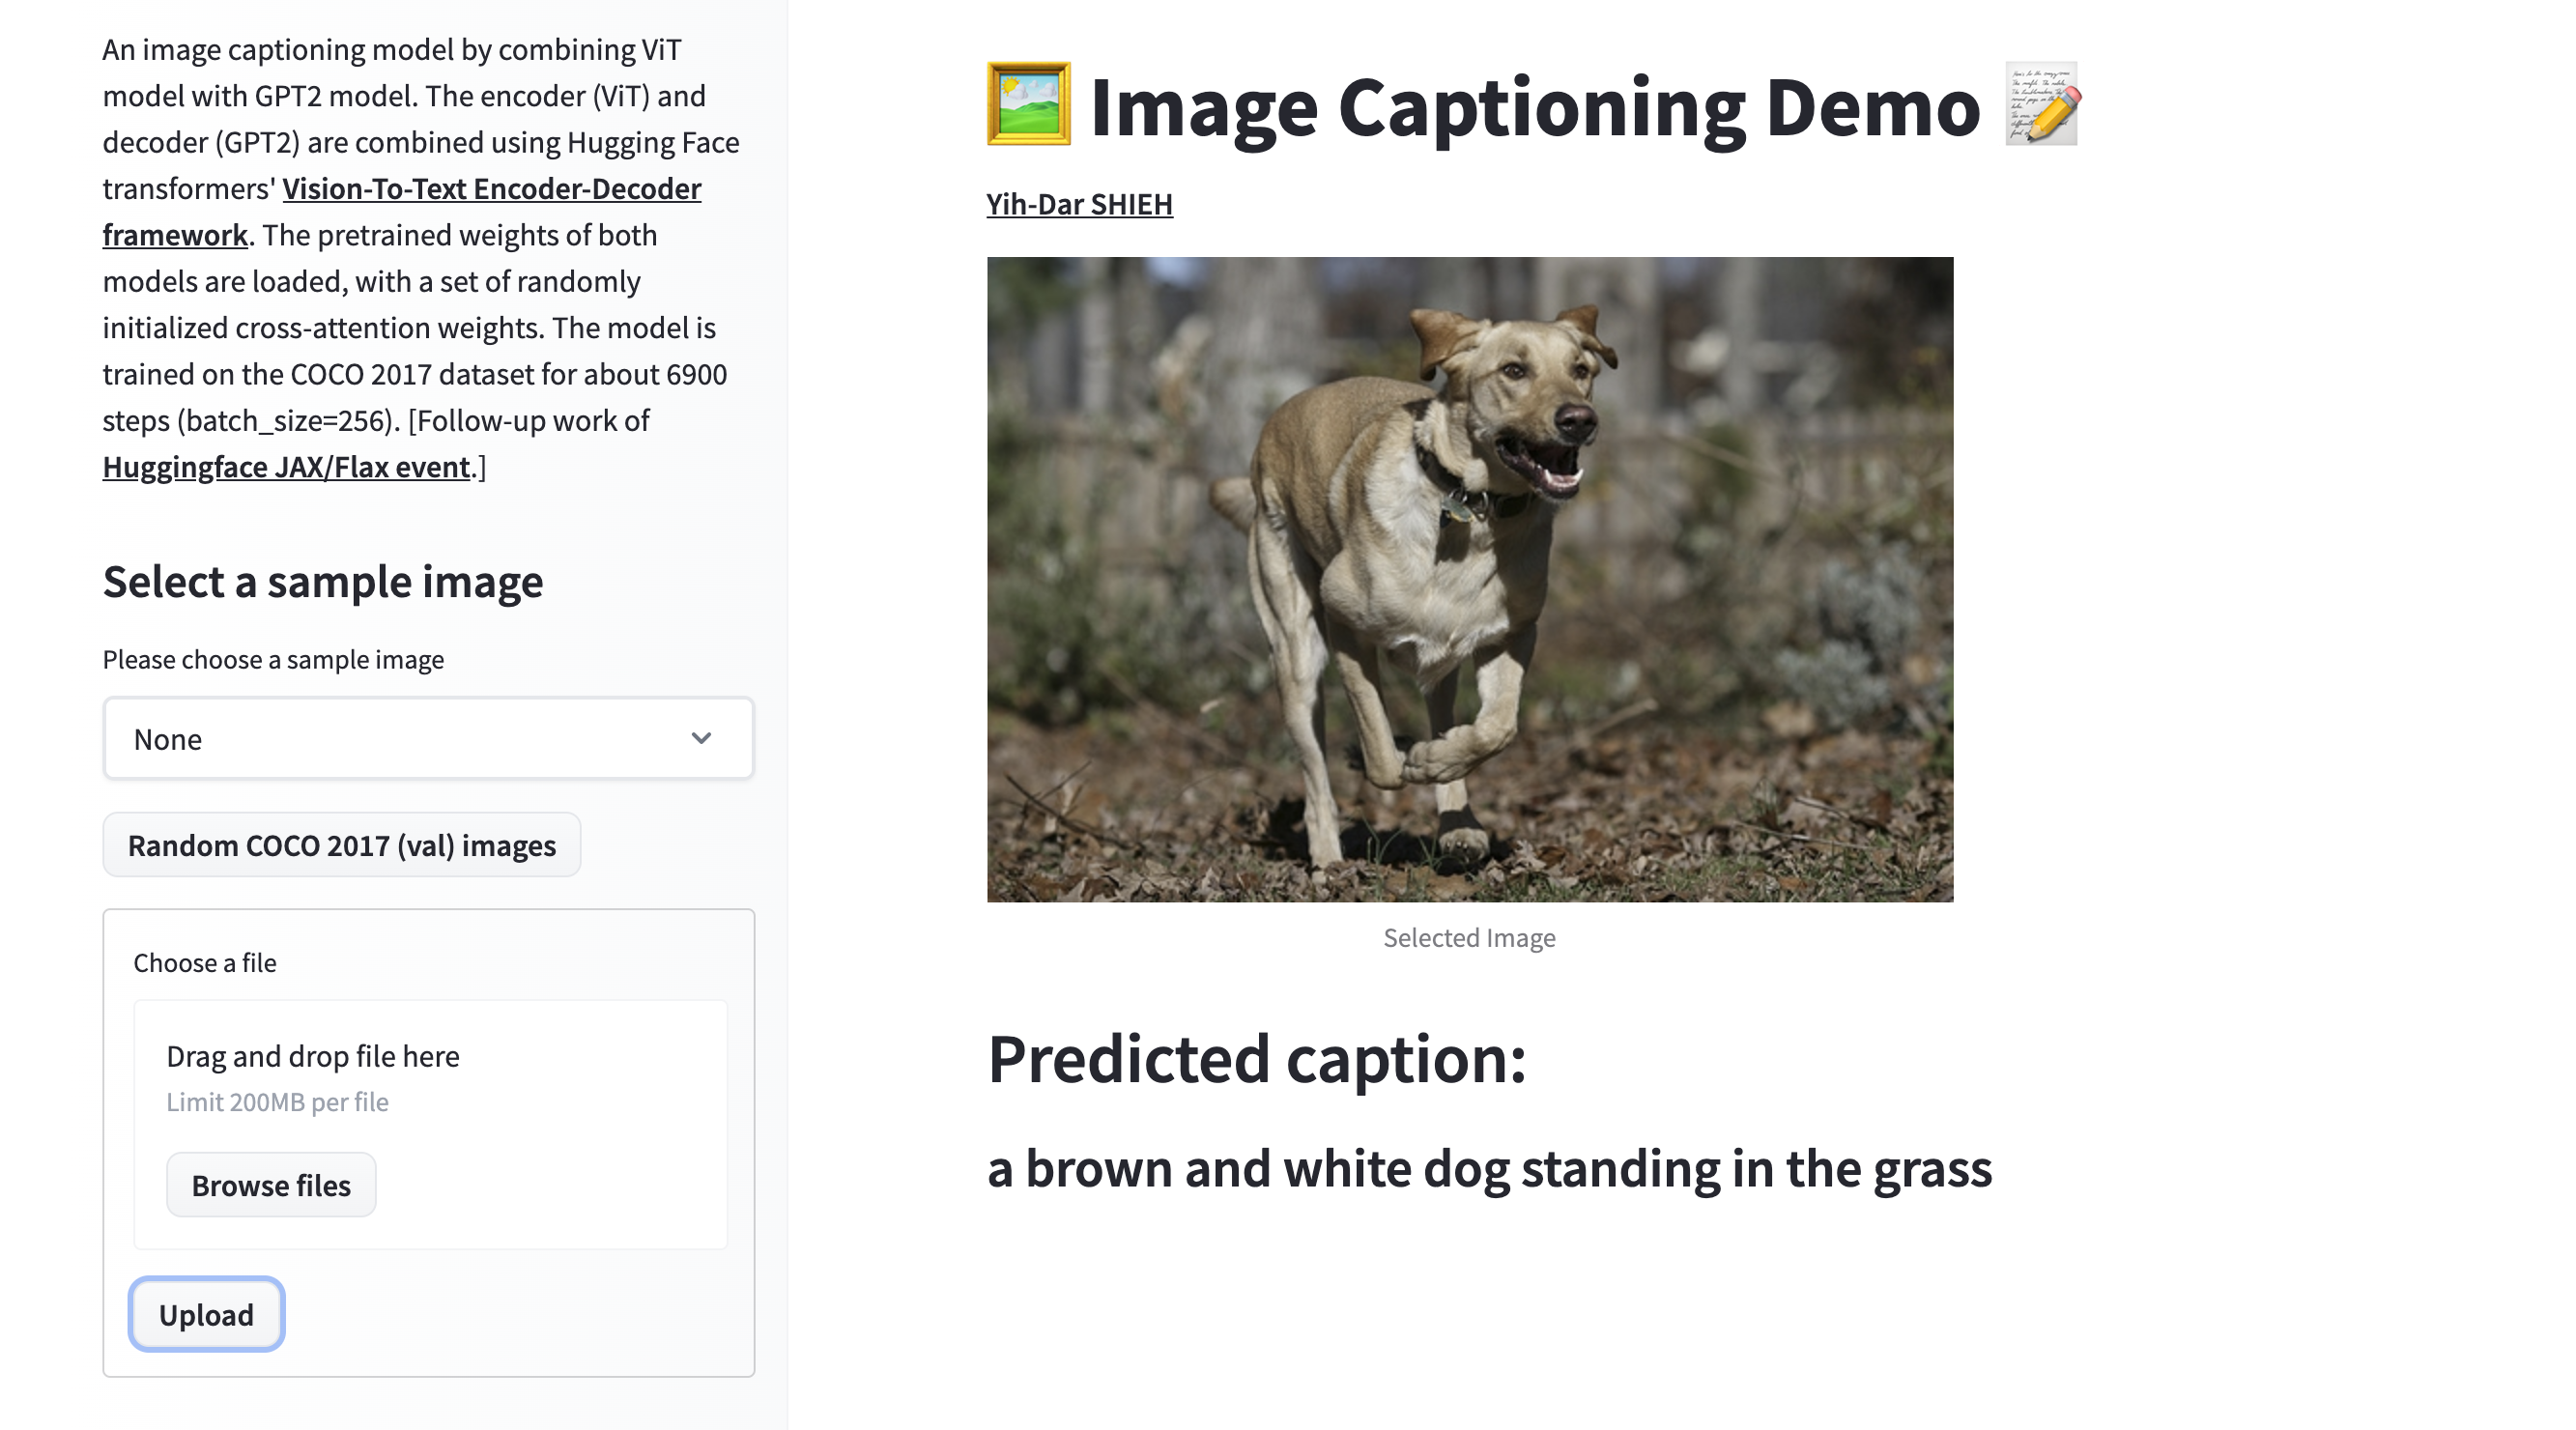 An image captioning model by combining ViT
model with GPT2 model. The encoder (ViT) and
decoder (GPT2) are combined using Hugging Face
transformers' Vision-To-Text Encoder-Decoder
framework. The pretrained weights of both
models are loaded, with a set of randomly
initialized cross-attention weights. The model is
trained on the COCO 2017 dataset for about 6900
steps (batch_size=256). [Follow-up work of
Huggingface JAX/Flax event.]
Select a sample image
Please choose a sample image
None
Random COCO 2017 (val) images
Choose a file
Drag and drop file here
Limit 200MB per file
Browse files
Upload
Image Captioning Demo
Yih-Dar SHIEH
Selected Image
Predicted caption:
a brown and white dog standing in the grass